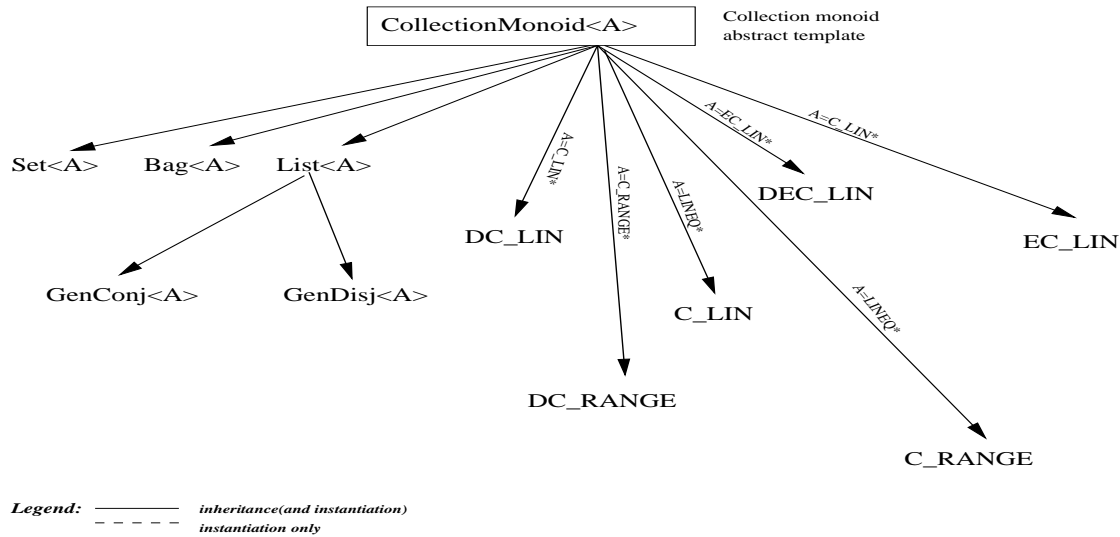 CollectionMonoid<A>
Collection monoid
abstract template
A=C_LIN*
A=C_RANGE*
A=LINEQ*
A=EC_LIN*
A=C_LIN*
A=LINEQ*
Set<A>
Bag<A>
List<A>
DEC_LIN
DC_LIN
EC_LIN
GenConj<A>
GenDisj<A>
C_LIN
DC_RANGE
C_RANGE
Legend:
inheritance(and instantiation)
instantiation only